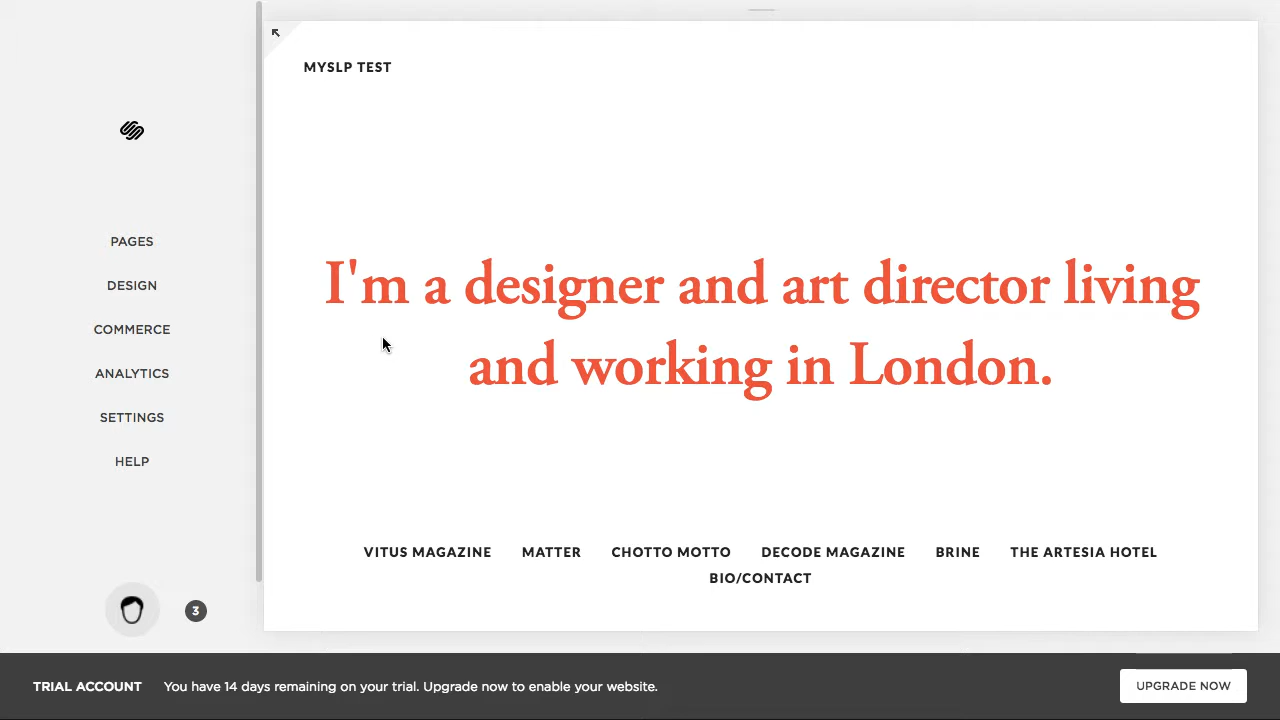 PAGES
DESIGN
COMMERCE
ANALYTICS
SETTINGS
HELP
3
MYSLP TEST
I'm a designer and art director living
and working in London.
VITUS MAGAZINE MATTER CHOTTO MOTTO DECODE MAGAZINE BRINE THE ARTESIA HOTEL
BIO/CONTACT
TRIAL ACCOUNT You have 14 days remaining on your trial. Upgrade now to enable your website. UPGRADE NOW